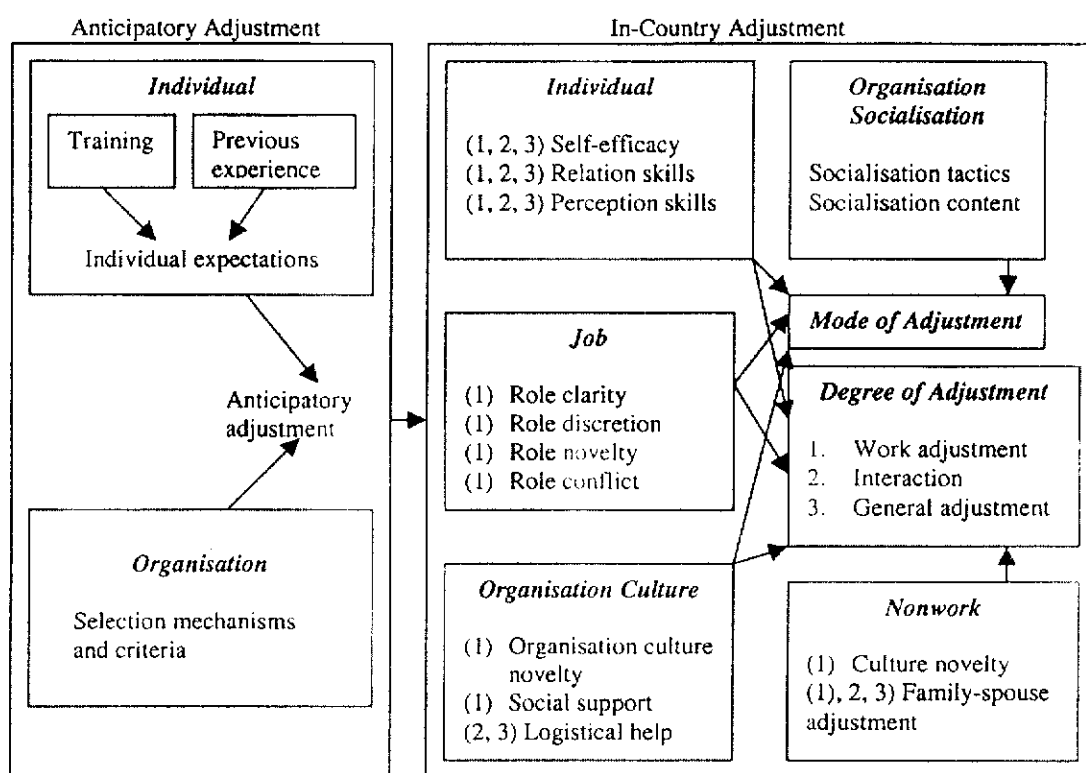 Anticipatory Adjustment
In-Country Adjustment
Individual
Training
Previous
experience
Individual expectations
Anticipatory
adjustment
Organisation
Selection mechanisms
and criteria
Individual
(1, 2, 3) Self-efficacy
(1, 2, 3) Relation skills
(1, 2, 3) Perception skills
Organisation
Socialisation
Socialisation tactics
Socialisation content
Mode of Adjustment
Job
(1) Role clarity
(1) Role discretion
(1) Role novelty
(1) Role conflict
Degree of Adjustment
1. Work adjustment
2. Interaction
3. General adjustment
Organisation Culture
(1) Organisation culture
novelty
(1) Social support
(2, 3) Logistical help
Nonwork
(1) Culture novelty
(1), 2, 3) Family-spouse
adjustment